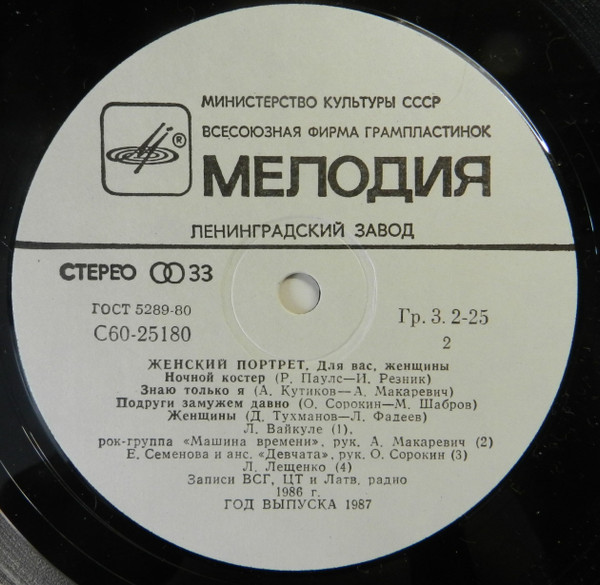 МИНИСТЕРСТВО КУЛЬТУРЫ СССР
ВСЕСОЮЗНАЯ ФИРМА ГРАМПЛАСТИНОК
®
МЕЛОДИЯ
ЛЕНИНГРАДСКИЙ ЗАВОД
СТЕРЕО 33
ГОСТ 5289-80
С60-25180
Гр. 3. 2-25
2
ЖЕНСКИЙ ПОРТРЕТ. Для вас, женщины
Ночной костер (Р. Паулс—И. Резник)
Знаю только я (А. Кутиков—А. Макаревич)
Подруги замужем давно (О. Сорокин—М. Шабров)
Женщины (Д. Тухманов—Л. Фадеев)
Л. Вайкуле (1),
рок-группа «Машина времени», рук. А. Макаревич (2)
Е. Семенова и анс. «Девчата», рук. О. Сорокин (3)
Л. Лещенко (4)
Записи ВСГ, ЦТ и Латв. радио
1986 г.
ГОД ВЫПУСКА 1987